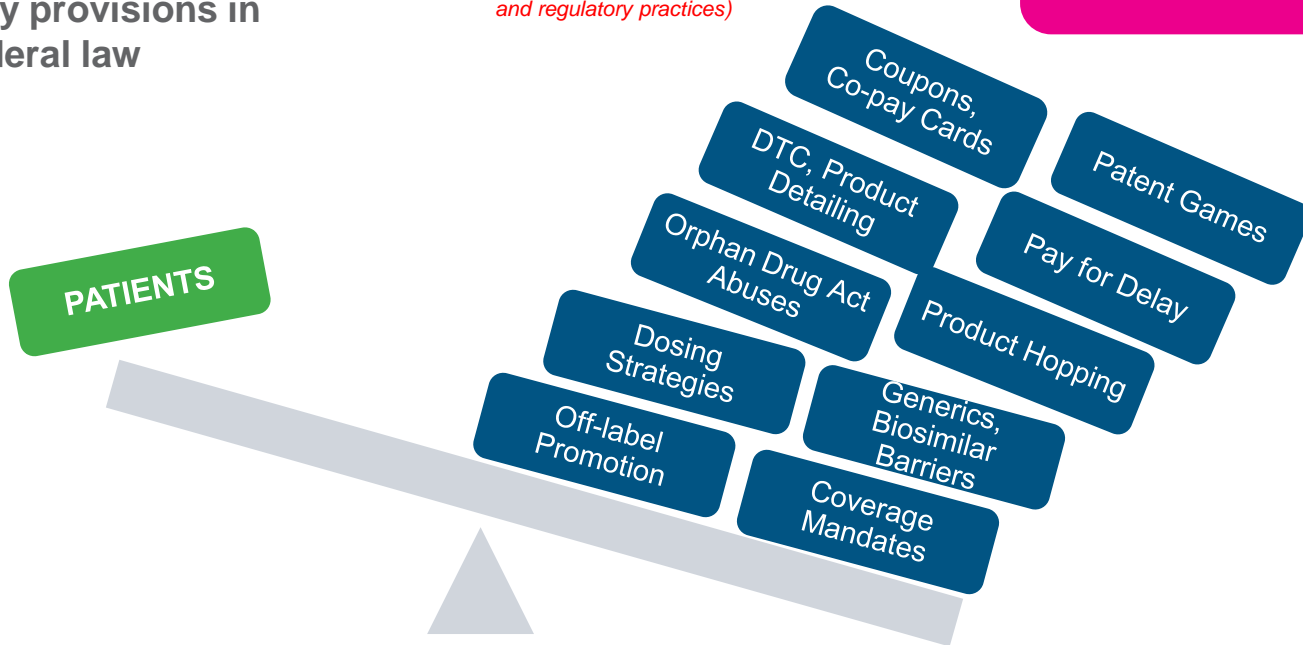 y provisions in
leral law
and regulatory practices)
Coupons,
Co-pay Cards
Patent Games
DTC, Product
Detailing
Pay for Delay
Orphan Drug Act
Abuses
Product Hopping
PATIENTS
Dosing
Strategies
Generics,
Biosimilar
Barriers
Off-label
Promotion
Coverage
Mandates